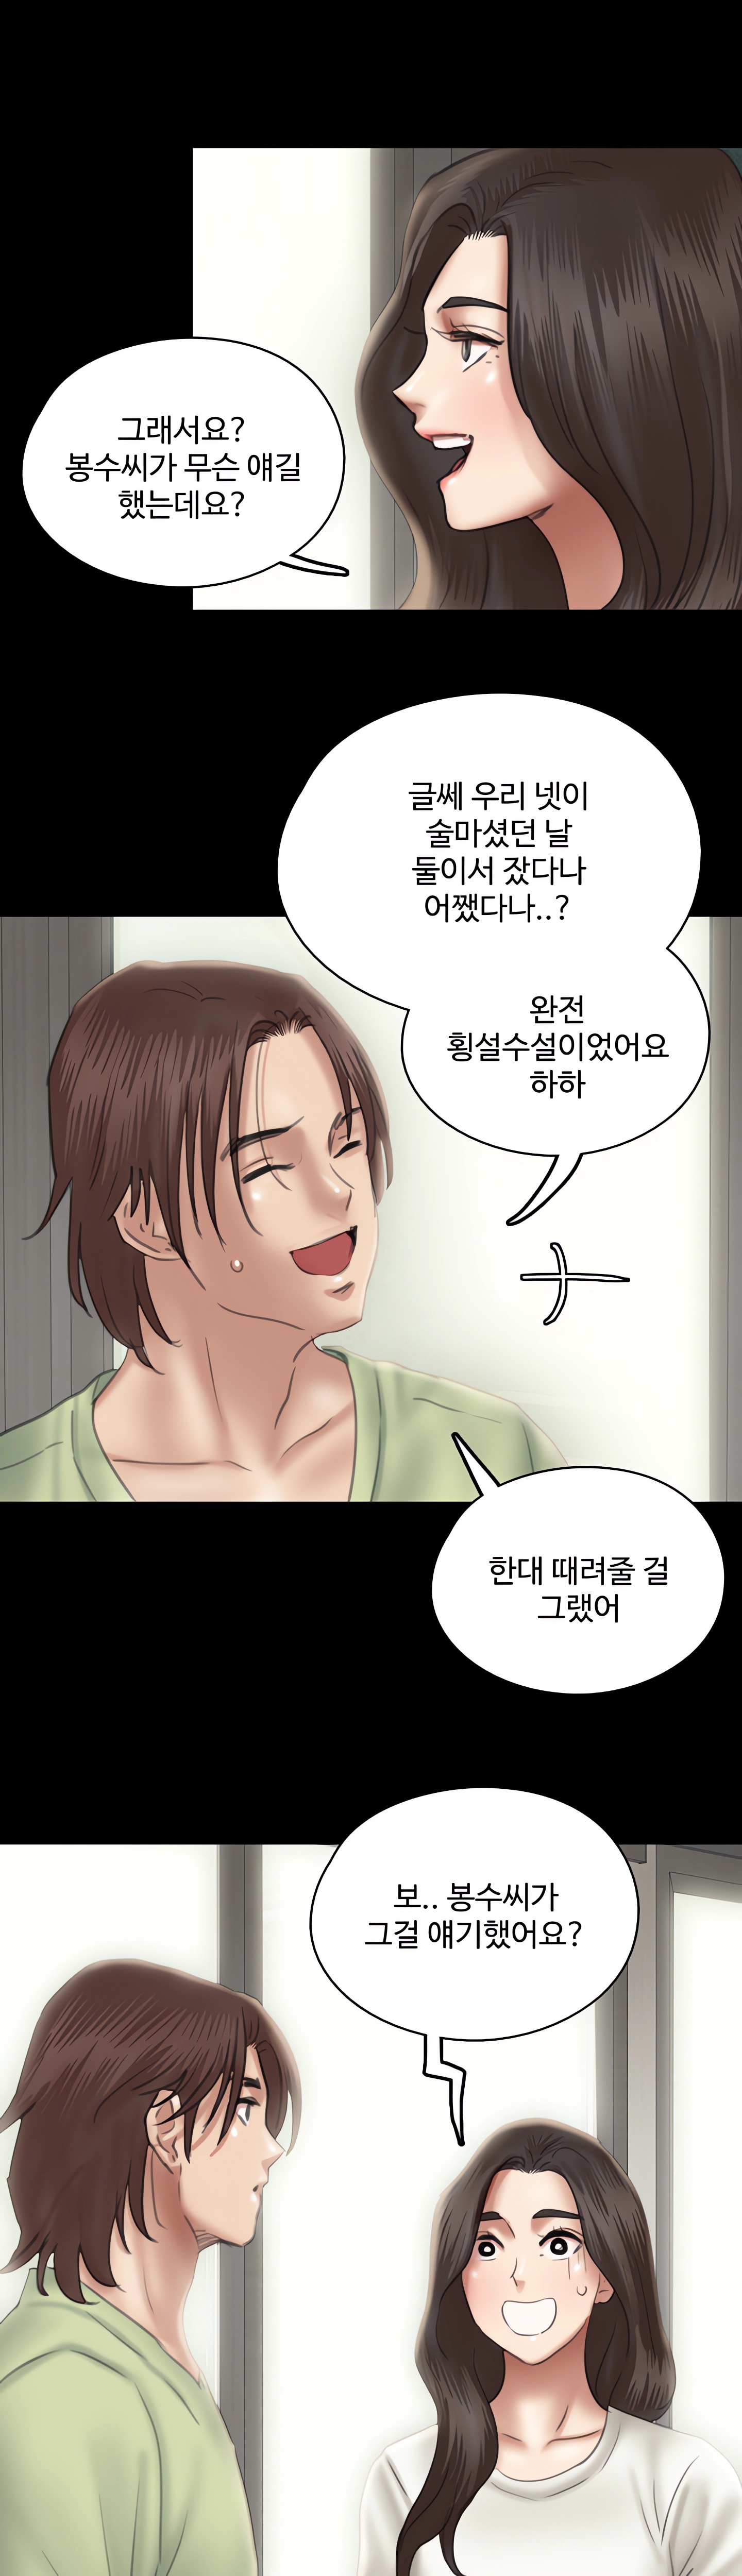 그래서요?
봉수씨가 무슨 얘길
했는데요?
글쎄 우리 넷이
술마셨던 날
둘이서 잤다나
어쨌다나..?
완전
횡설수설이었어요
하하
한대 때려줄 걸
그랬어
보.. 봉수씨가
그걸 얘기했어요?